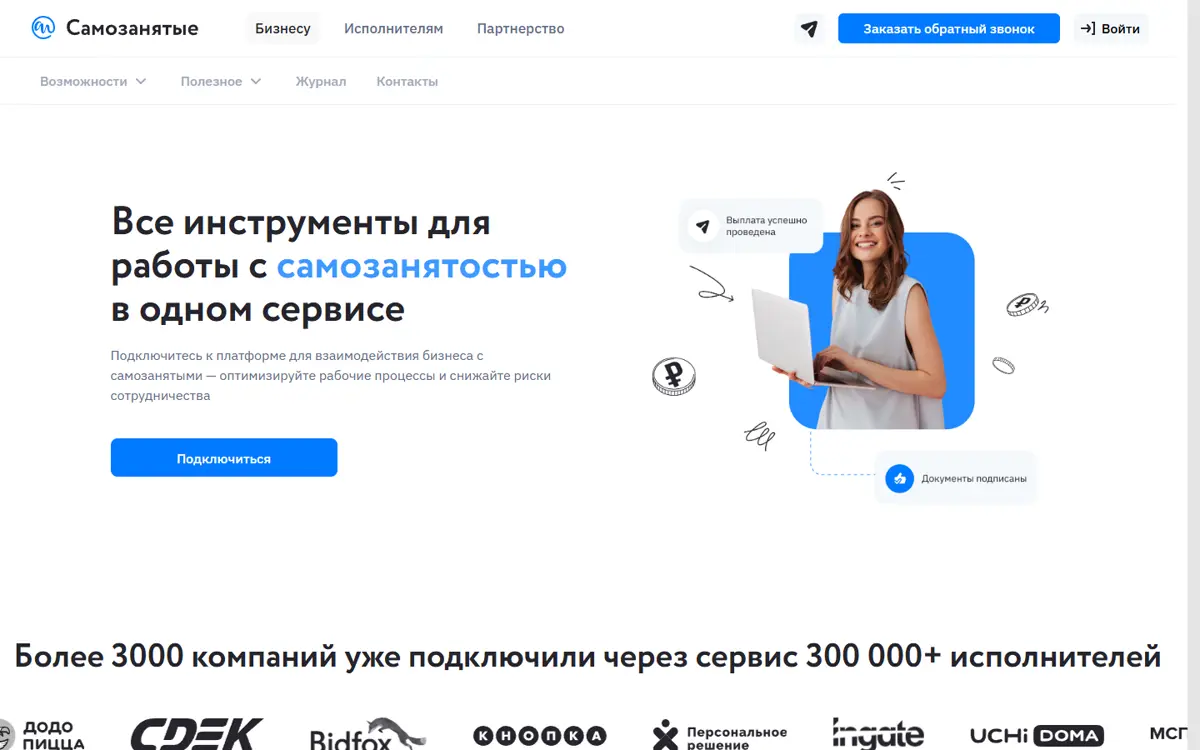 Самозанятые
Бизнесу
Исполнителям
Партнерство
Заказать обратный звонок
Войти
Возможности
Полезное
Журнал
Контакты
Все инструменты для
работы с самозанятостью
в одном сервисе
Подключитесь к платформе для взаимодействия бизнеса с
самозанятыми — оптимизируйте рабочие процессы и снижайте риски
сотрудничества
Подключиться
Выплата успешно
проведена
Документы подписаны
Более 3000 компаний уже подключили через сервис 300 000+ исполнителей
ДОДО
ПИЦЦА
CDEK
Bidfox
КНОПКА
Персональное
решение
ingate
UCHi DOMA
МСГ